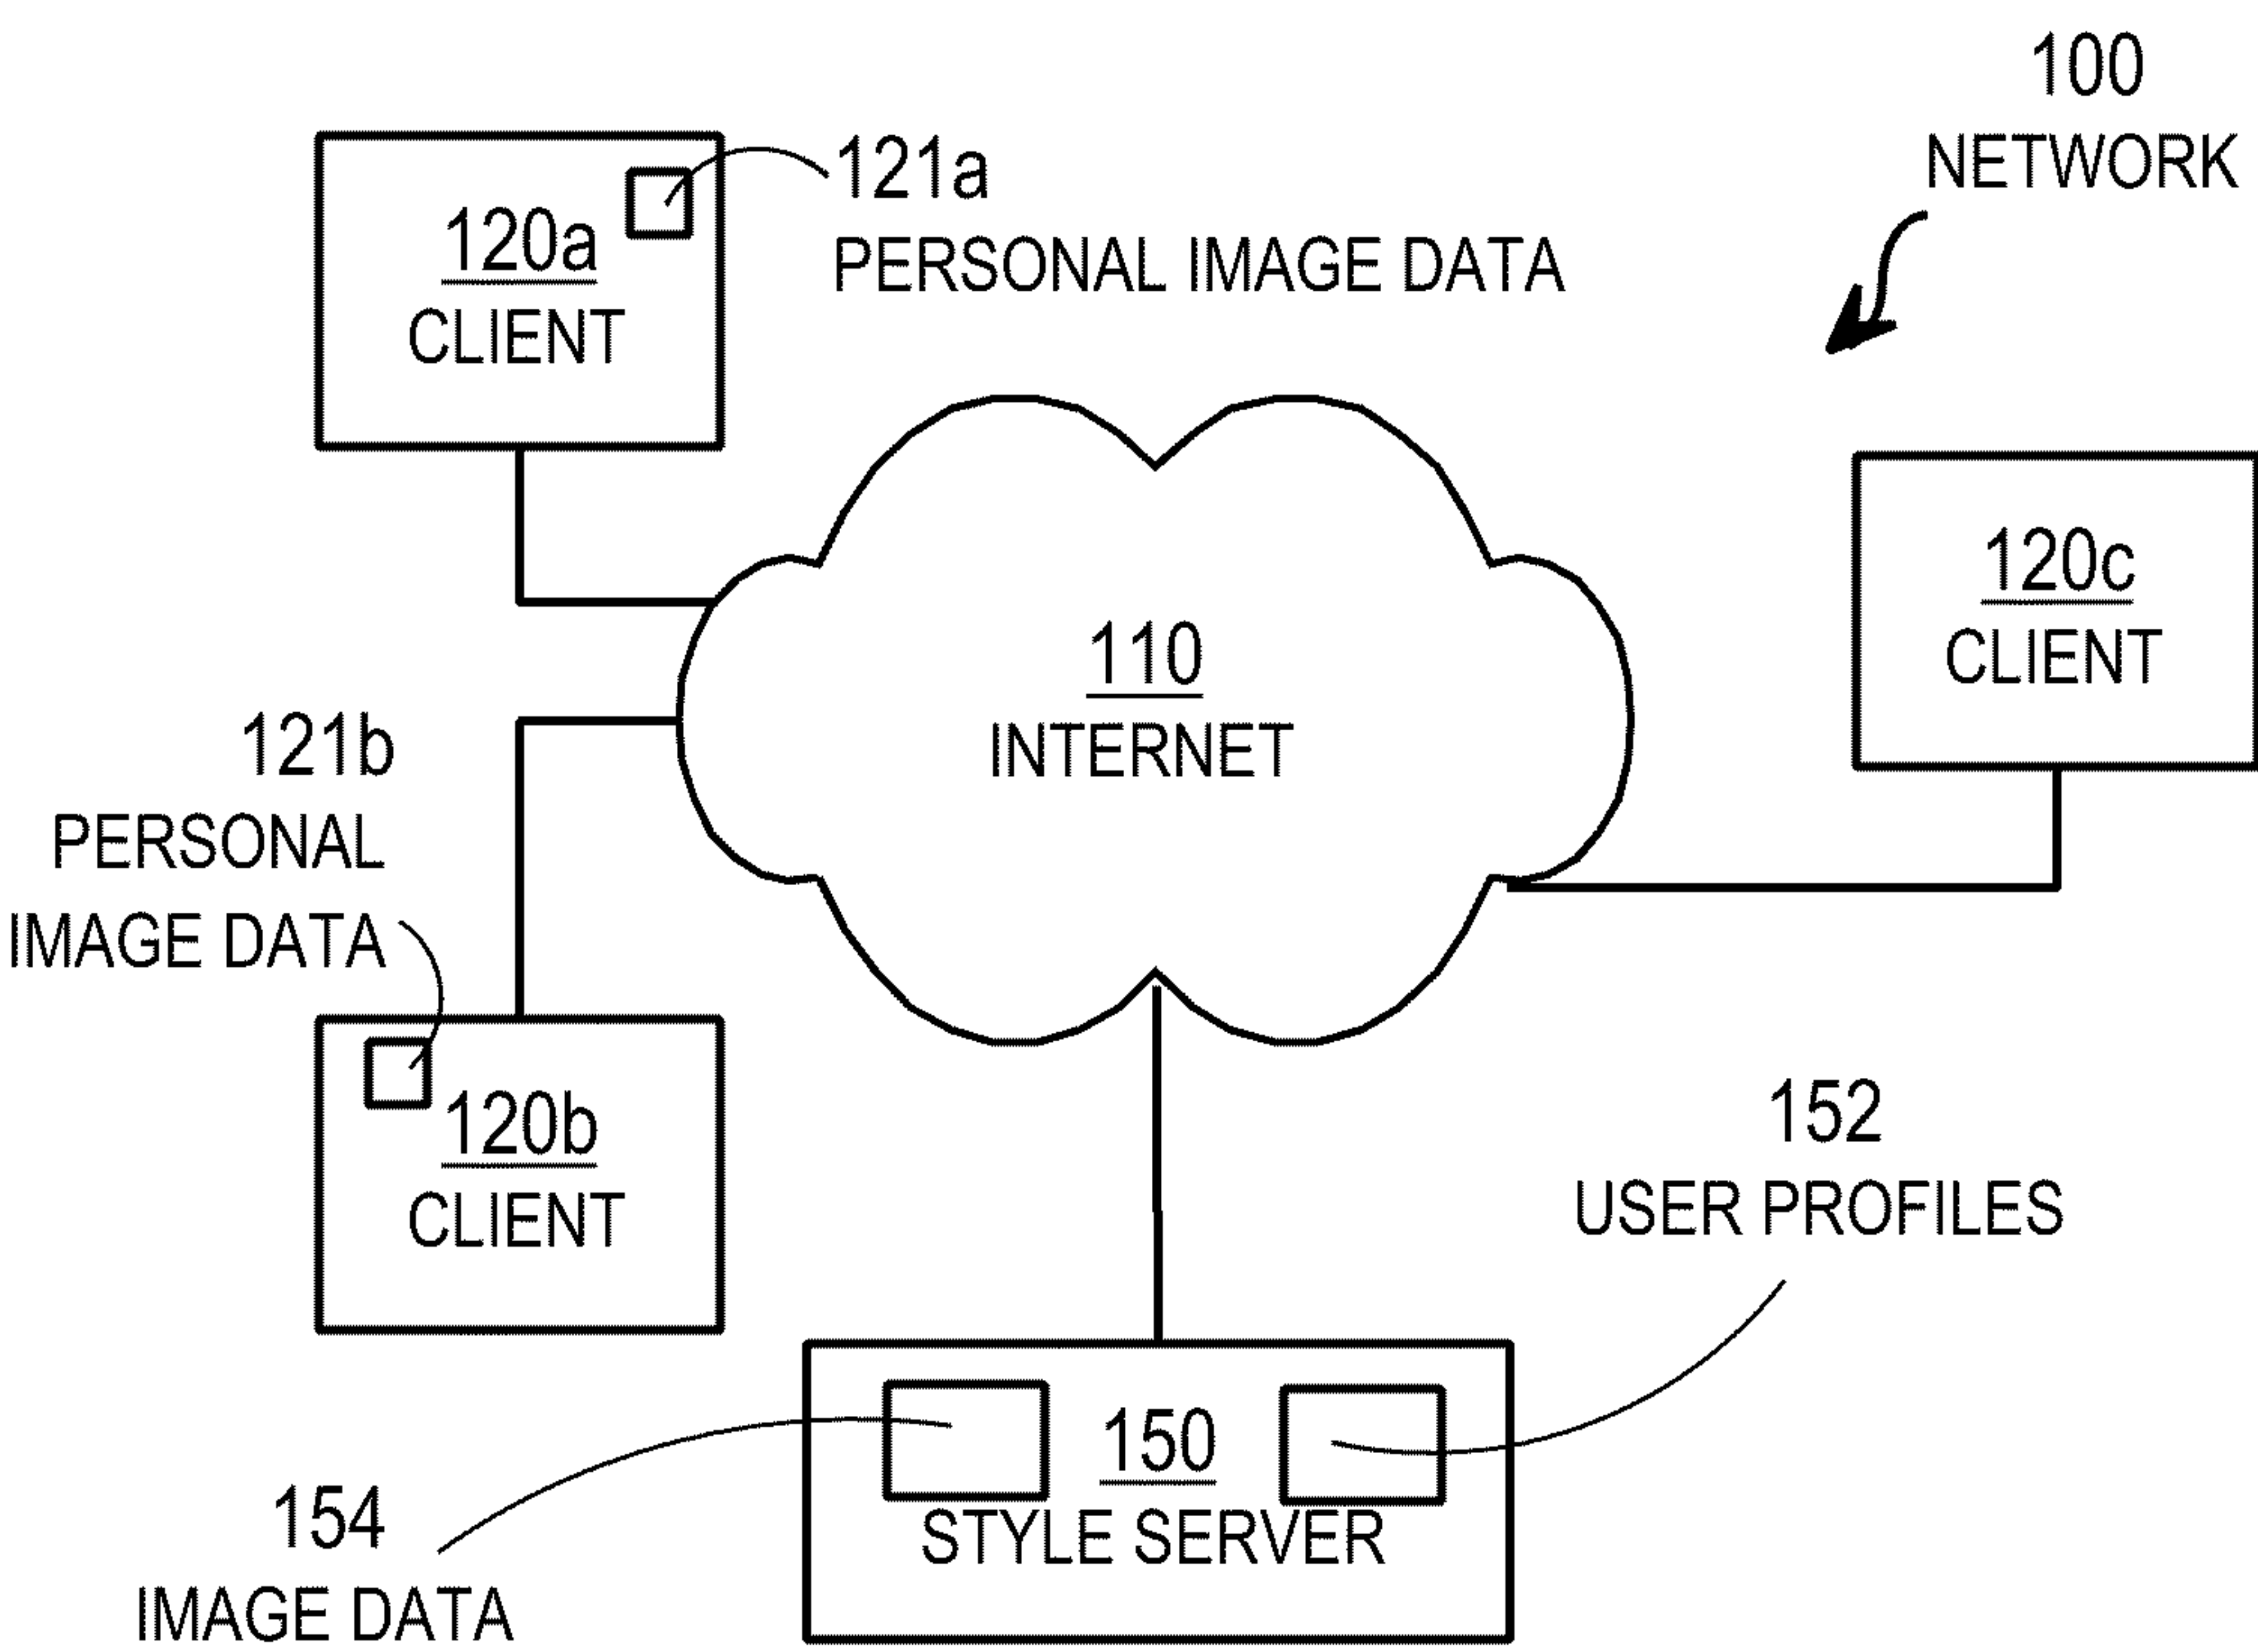 100
NETWORK
121a
PERSONAL IMAGE DATA
120a
CLIENT
120c
CLIENT
110
INTERNET
121b
PERSONAL
IMAGE DATA
120b
CLIENT
152
USER PROFILES
150
STYLE SERVER
154
IMAGE DATA